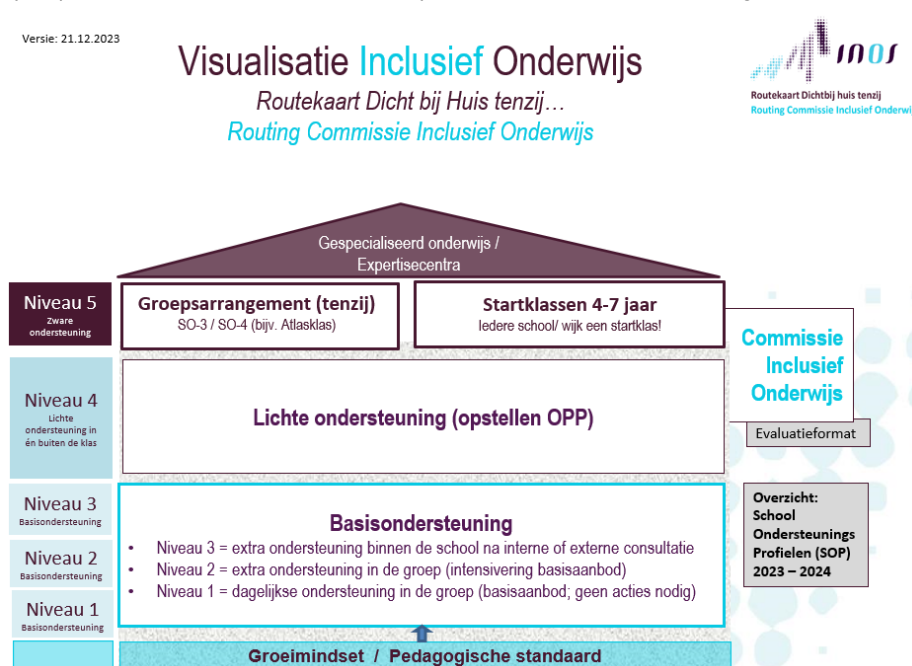 Versie: 21.12.2023
Visualisatie Inclusief Onderwijs
Routekaart Dicht bij Huis tenzij…
Routing Commissie Inclusief Onderwijs
INOS
Routekaart Dichtbij huis tenzij
Routing Commissie Inclusief Onderwi
Gespecialiseerd onderwijs /
Expertisecentra
Niveau 5
Zware
ondersteuning
Groepsarrangement (tenzij)
SO-3 / SO-4 (bijv. Atlasklas)
Startklassen 4-7 jaar
Iedere school/ wijk een startklas!
Commissie
Inclusief
Onderwijs
Evaluatieformat
Niveau 4
Lichte
ondersteuning in
én buiten de klas
Lichte ondersteuning (opstellen OPP)
Niveau 3
Basisondersteuning
Niveau 2
Basisondersteuning
Niveau 1
Basisondersteuning
Basisondersteuning
• Niveau 3 = extra ondersteuning binnen de school na interne of externe consultatie
• Niveau 2 = extra ondersteuning in de groep (intensivering basisaanbod)
• Niveau 1 = dagelijkse ondersteuning in de groep (basisaanbod; geen acties nodig)
Overzicht:
School
Ondersteunings
Profielen (SOP)
2023 – 2024
Groeimindset / Pedagogische standaard